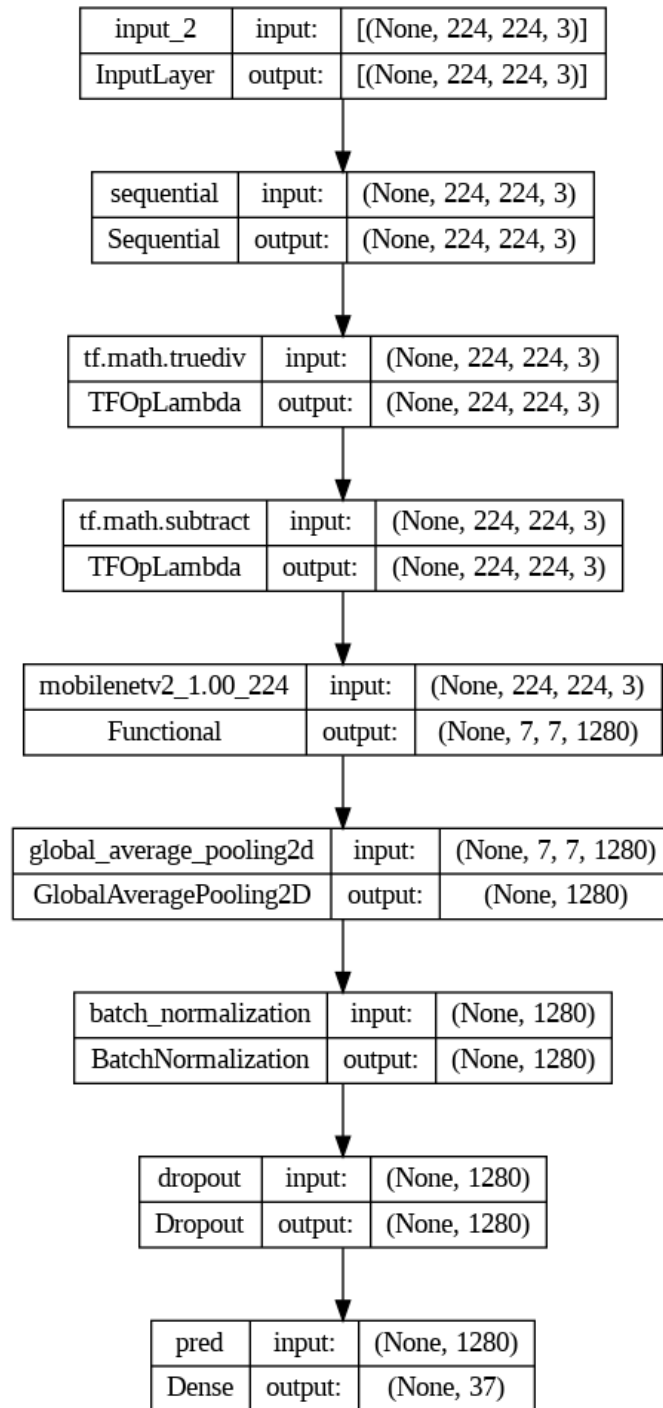 input_2 input: [(None, 224, 224, 3)]
InputLayer output: [(None, 224, 224, 3)]
sequential input: (None, 224, 224, 3)
Sequential output: (None, 224, 224, 3)
tf.math.truediv input: (None, 224, 224, 3)
TFOpLambda output: (None, 224, 224, 3)
tf.math.subtract input: (None, 224, 224, 3)
TFOpLambda output: (None, 224, 224, 3)
mobilenetv2_1.00_224 input: (None, 224, 224, 3)
Functional output: (None, 7, 7, 1280)
global_average_pooling2d input: (None, 7, 7, 1280)
GlobalAveragePooling2D output: (None, 1280)
batch_normalization input: (None, 1280)
BatchNormalization output: (None, 1280)
dropout input: (None, 1280)
Dropout output: (None, 1280)
pred input: (None, 1280)
Dense output: (None, 37)